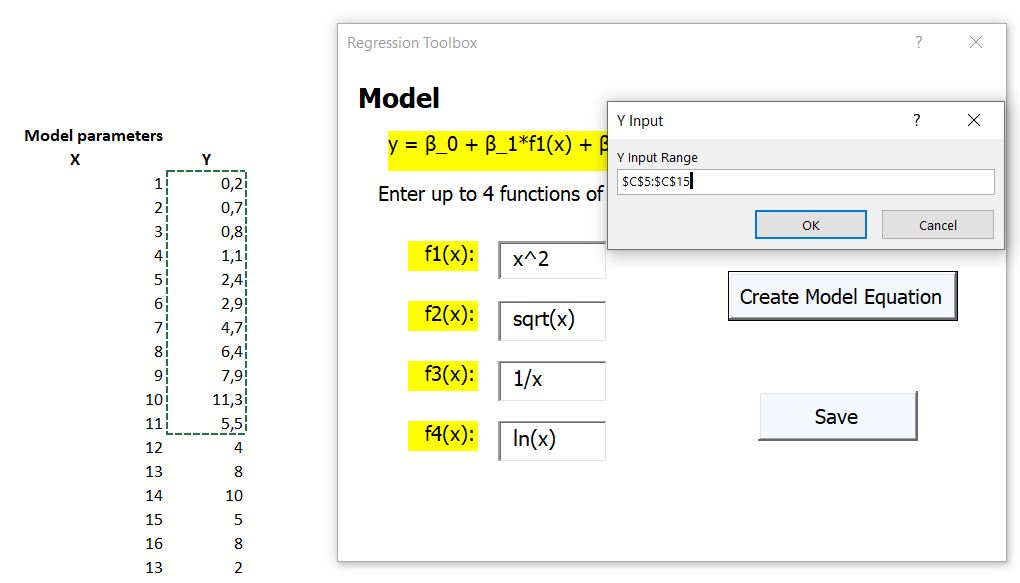 Regression Toolbox ?
Model
y = β_0 + β_1*f1(x) + β
Enter up to 4 functions of
f1(x): x^2
f2(x): sqrt(x)
f3(x): 1/x
f4(x): ln(x)
Create Model Equation
Save
Y Input ?
Y Input Range
$C$5:$C$15
OK Cancel
Model parameters
X Y
1 0,2
2 0,7
3 0,8
4 1,1
5 2,4
6 2,9
7 4,7
8 6,4
9 7,9
10 11,3
11 5,5
12 4
13 8
14 10
15 5
16 8
13 2